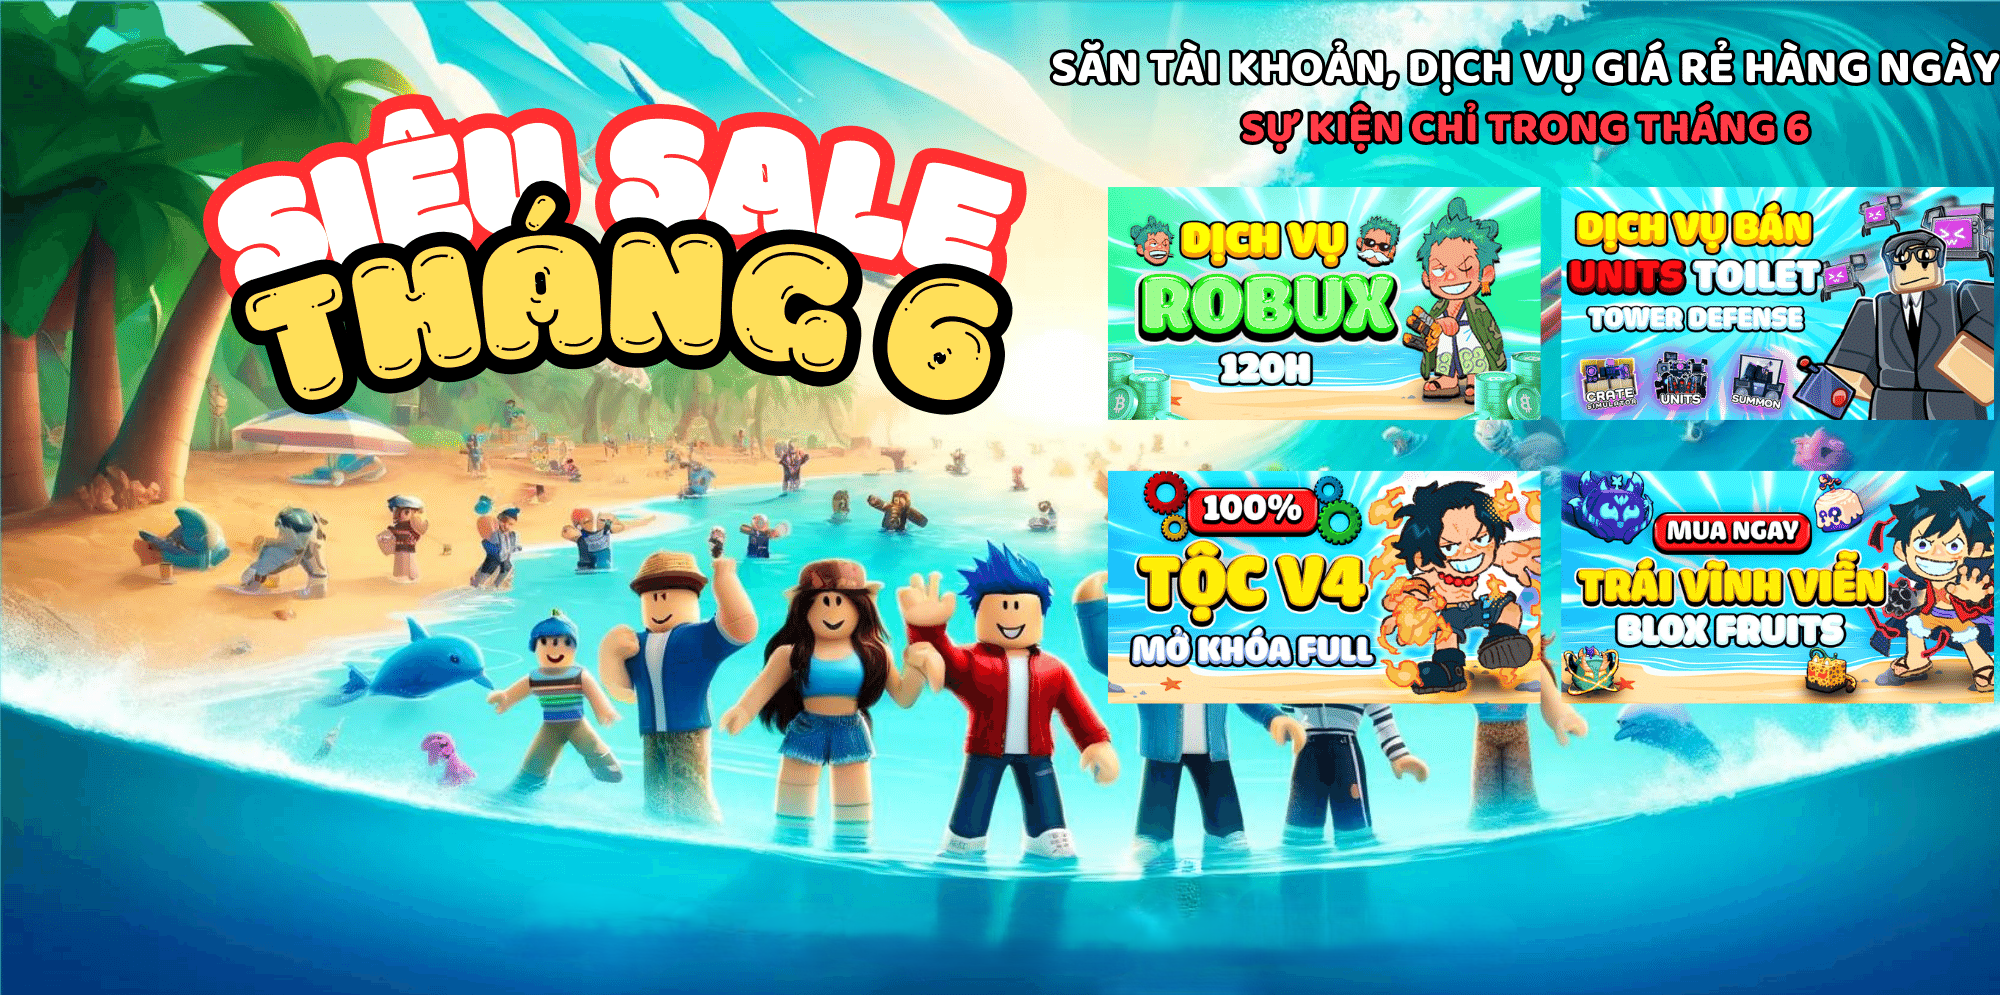 SIÊU SALE
THÁNG 6
SĂN TÀI KHOẢN, DỊCH VỤ GIÁ RẺ HÀNG NGÀY
SỰ KIỆN CHỈ TRONG THÁNG 6
DỊCH VỤ
ROBUX
120H
DỊCH VỤ BÁN
UNITS TOILET
TOWER DEFENSE
CRATE
SIMULATOR
UNITS
SUMMON
100%
TỘC V4
MỞ KHÓA FULL
MUA NGAY
TRÁI VĨNH VIỄN
BLOX FRUITS